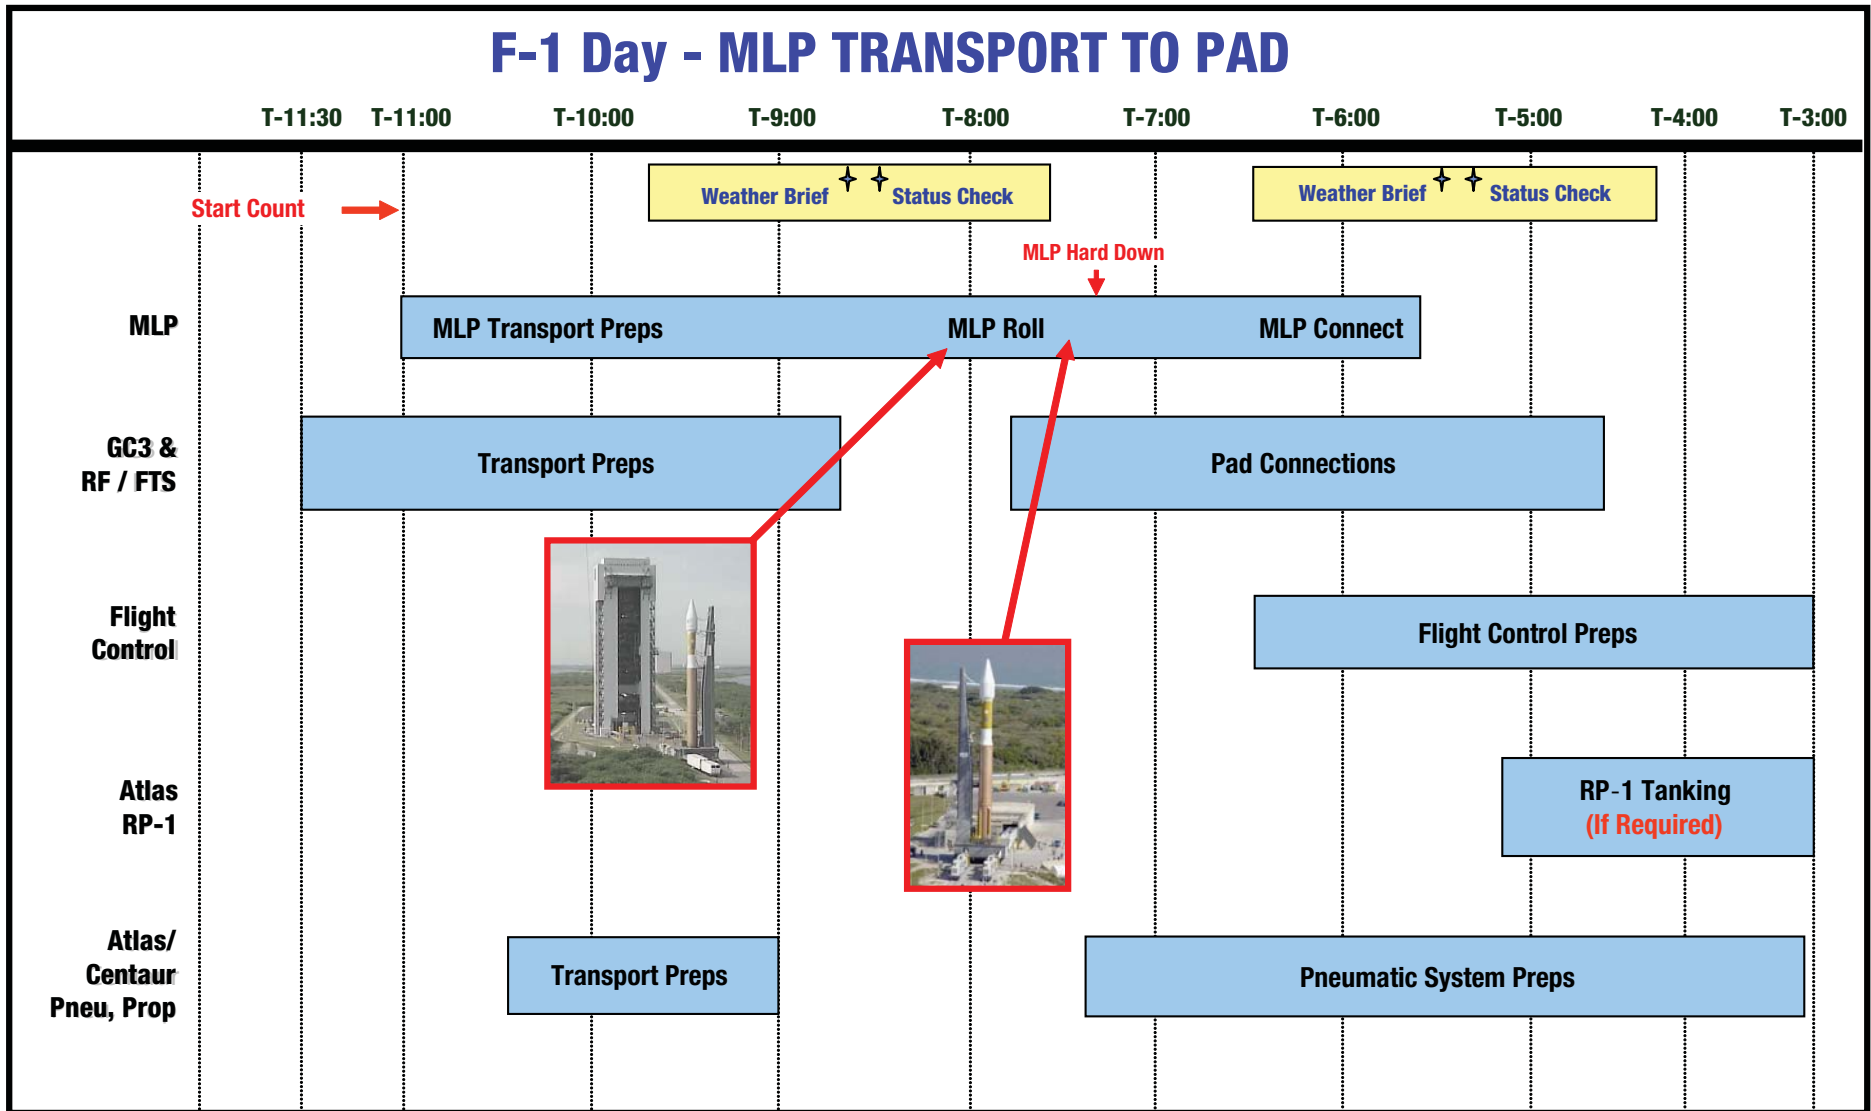 F-1 Day - MLP TRANSPORT TO PAD
T-11:30 T-11:00 T-10:00 T-9:00 T-8:00 T-7:00 T-6:00 T-5:00 T-4:00 T-3:00
Start Count
Weather Brief Status Check
Weather Brief Status Check
MLP Hard Down
MLP
MLP Transport Preps MLP Roll MLP Connect
GC3 &
RF / FTS
Transport Preps
Pad Connections
Flight
Control
Flight Control Preps
Atlas
RP-1
RP-1 Tanking
(If Required)
Atlas/
Centaur
Pneu, Prop
Transport Preps
Pneumatic System Preps